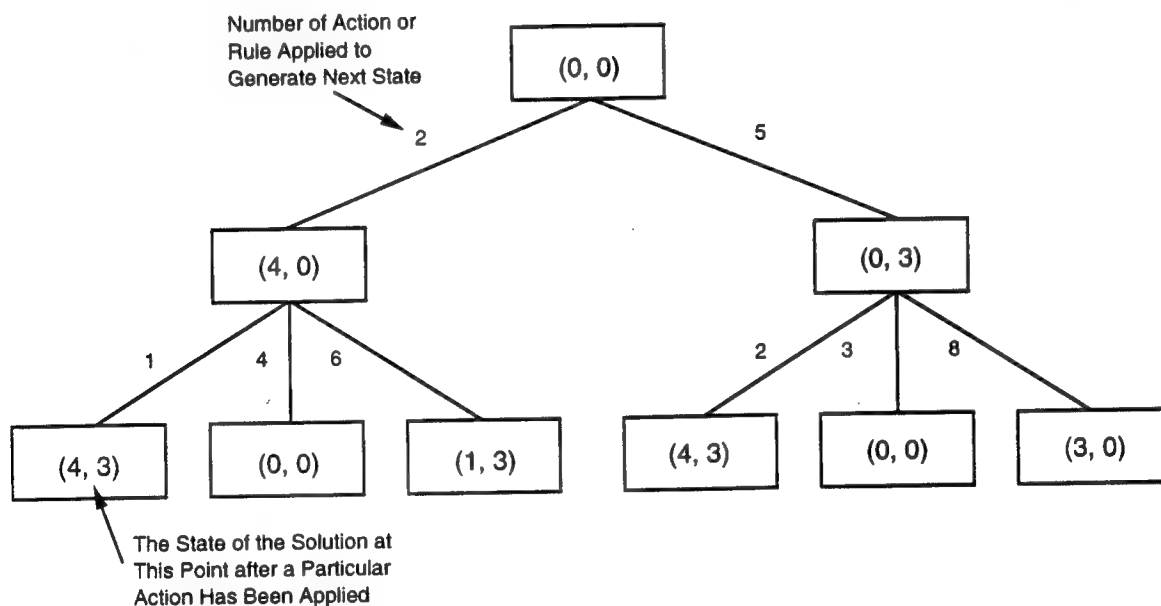 Number of Action or
Rule Applied to
Generate Next State
(0, 0)
2
5
(4, 0)
(0, 3)
1
4
6
2
3
8
(4, 3)
(0, 0)
(1, 3)
(4, 3)
(0, 0)
(3, 0)
The State of the Solution at
This Point after a Particular
Action Has Been Applied